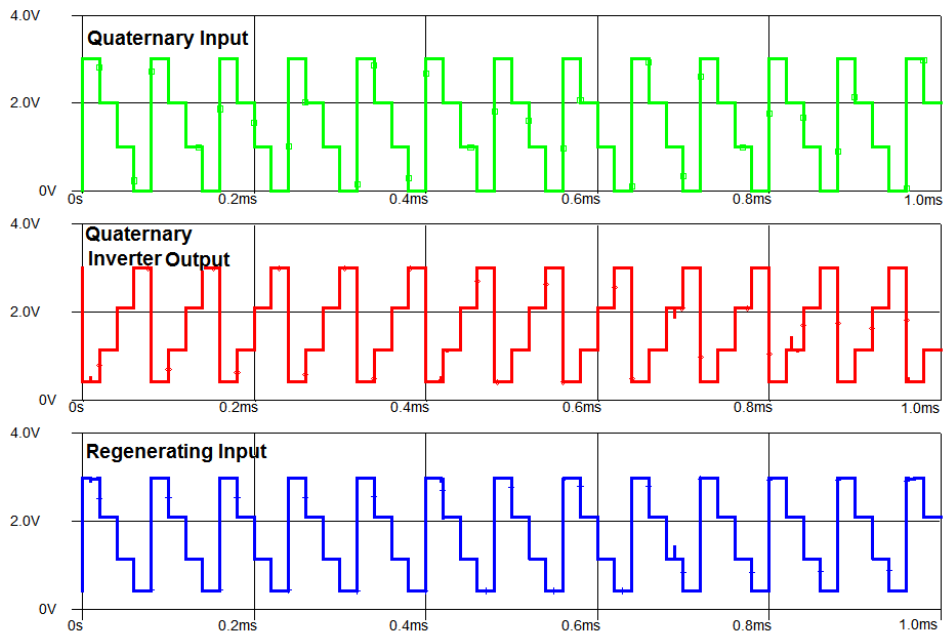 4.0V
Quaternary Input
2.0V
0V
0s 0.2ms 0.4ms 0.6ms 0.8ms 1.0ms
4.0V
Quaternary
Inverter Output
2.0V
0V
0s 0.2ms 0.4ms 0.6ms 0.8ms 1.0ms
4.0V
Regenerating Input
2.0V
0V
0s 0.2ms 0.4ms 0.6ms 0.8ms 1.0ms